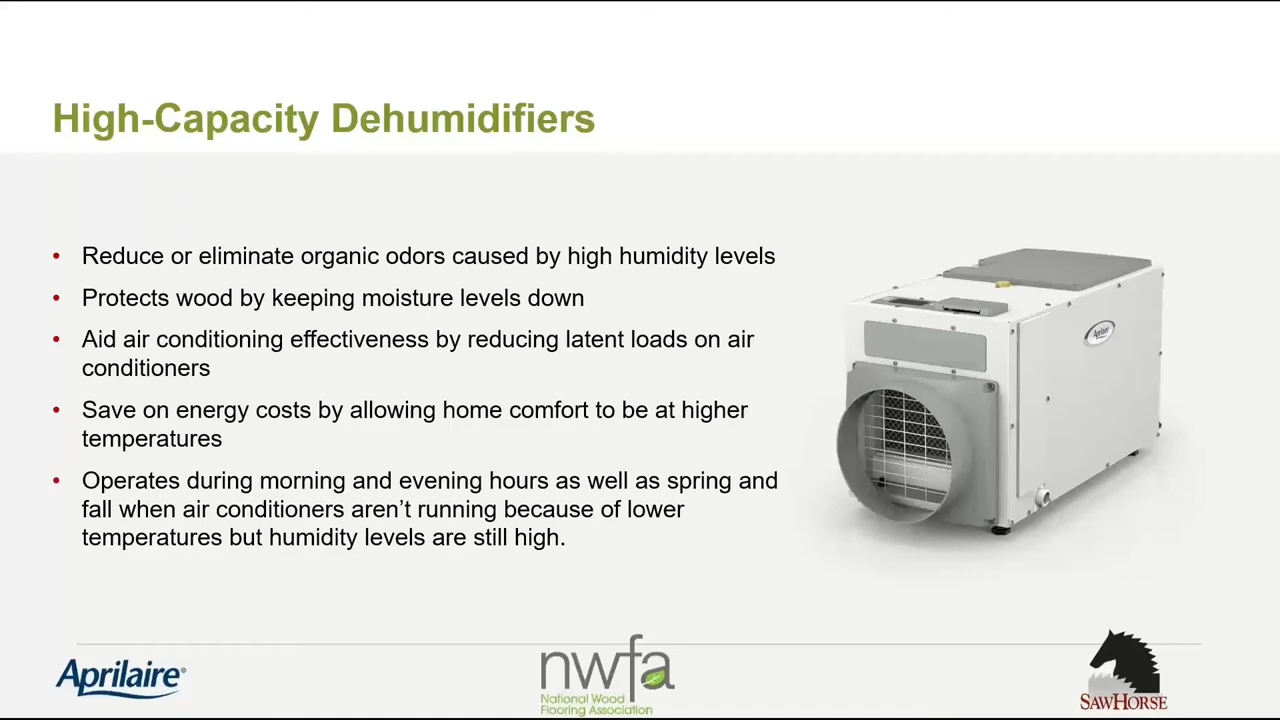 High-Capacity Dehumidifiers
• Reduce or eliminate organic odors caused by high humidity levels
• Protects wood by keeping moisture levels down
• Aid air conditioning effectiveness by reducing latent loads on air
conditioners
• Save on energy costs by allowing home comfort to be at higher
temperatures
• Operates during morning and evening hours as well as spring and
fall when air conditioners aren’t running because of lower
temperatures but humidity levels are still high.
Aprilaire
Aprilaire®
nwfa
National Wood
Flooring Association
SAWHORSE